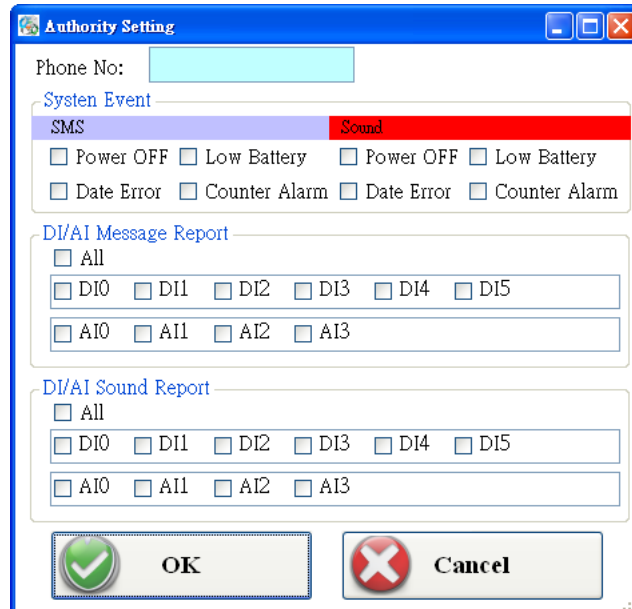 Authority Setting
Phone No:
Systen Event
SMS Sound
Power OFF Low Battery Power OFF Low Battery
Date Error Counter Alarm Date Error Counter Alarm
DI/AI Message Report
All
DI0 DI1 DI2 DI3 DI4 DI5
AI0 AI1 AI2 AI3
DI/AI Sound Report
All
DI0 DI1 DI2 DI3 DI4 DI5
AI0 AI1 AI2 AI3
OK Cancel